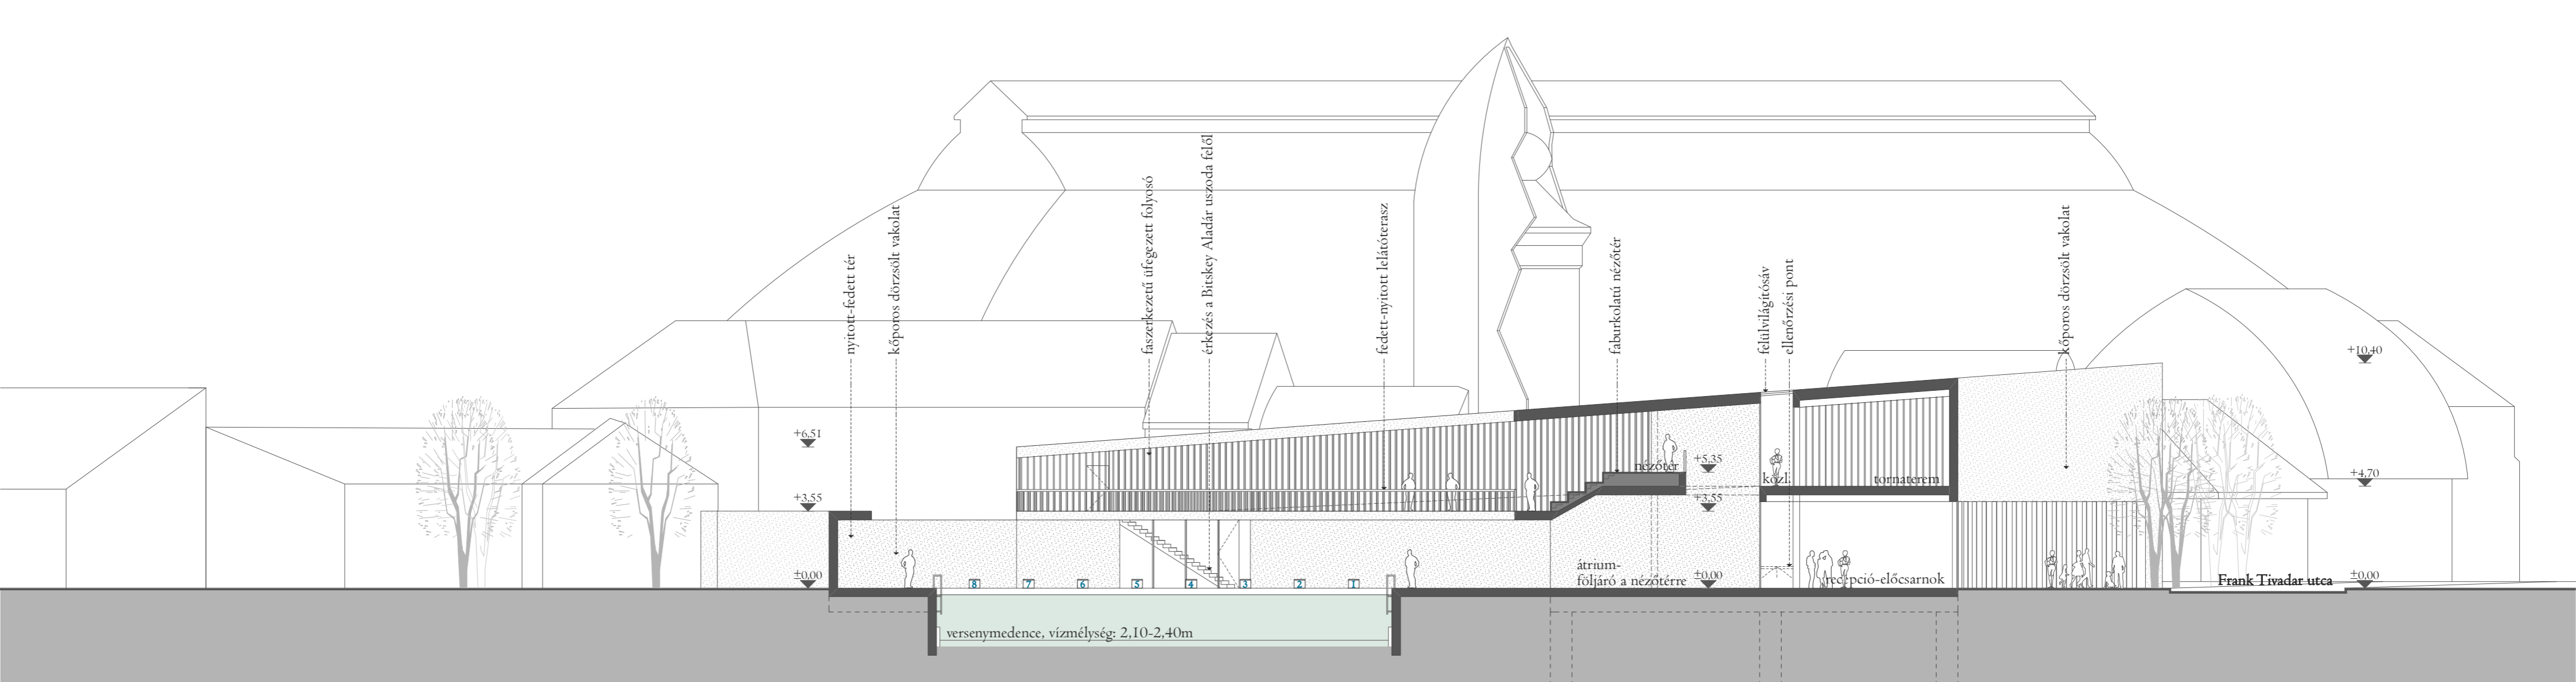 nyitott-fedett tér
kőporos dörzsölt vakolat
faszerkezetű üfegezett folyosó
érkezés a Bitskey Aladár uszoda felől
fedett-nyitott lelátóterasz
faburkolatú nézőtér
felülvilágítósáv
ellenőrzési pont
kőporos dörzsölt vakolat
+10,40
+6,51
+5,35
+4,70
+3,55
+3,55
nézőtér
közl.
tornaterem
átrium-
följáró a nézőtérre
recepció-előcsarnok
±0,00
±0,00
±0,00
8 7 6 5 4 3 2 1
Frank Tivadar utca
versenymedence, vízmélység: 2,10-2,40m